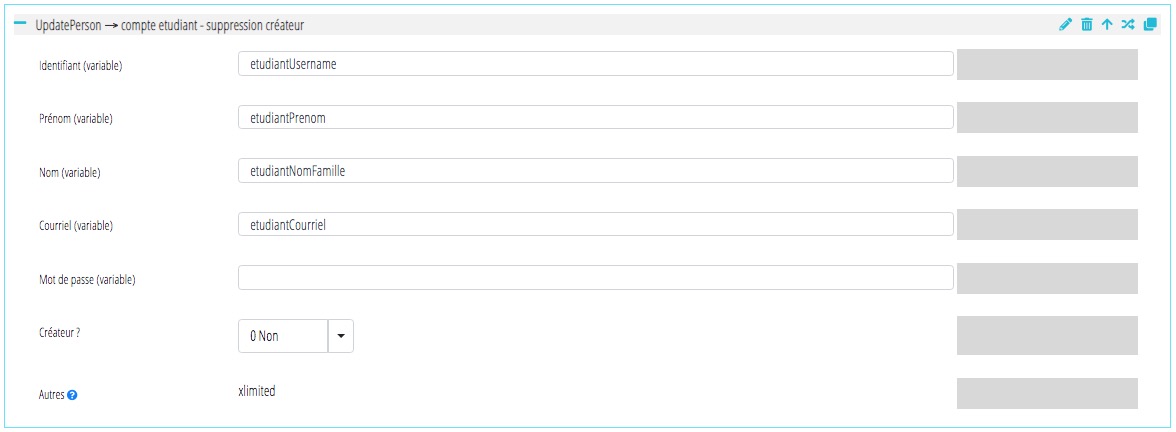 UpdatePerson → compte etudiant - suppression créateur
Identifiant (variable) etudiantUsername
Prénom (variable) etudiantPrenom
Nom (variable) etudiantNomFamille
Courriel (variable) etudiantCourriel
Mot de passe (variable)
Créateur ? 0 Non
Autres ? xlimited